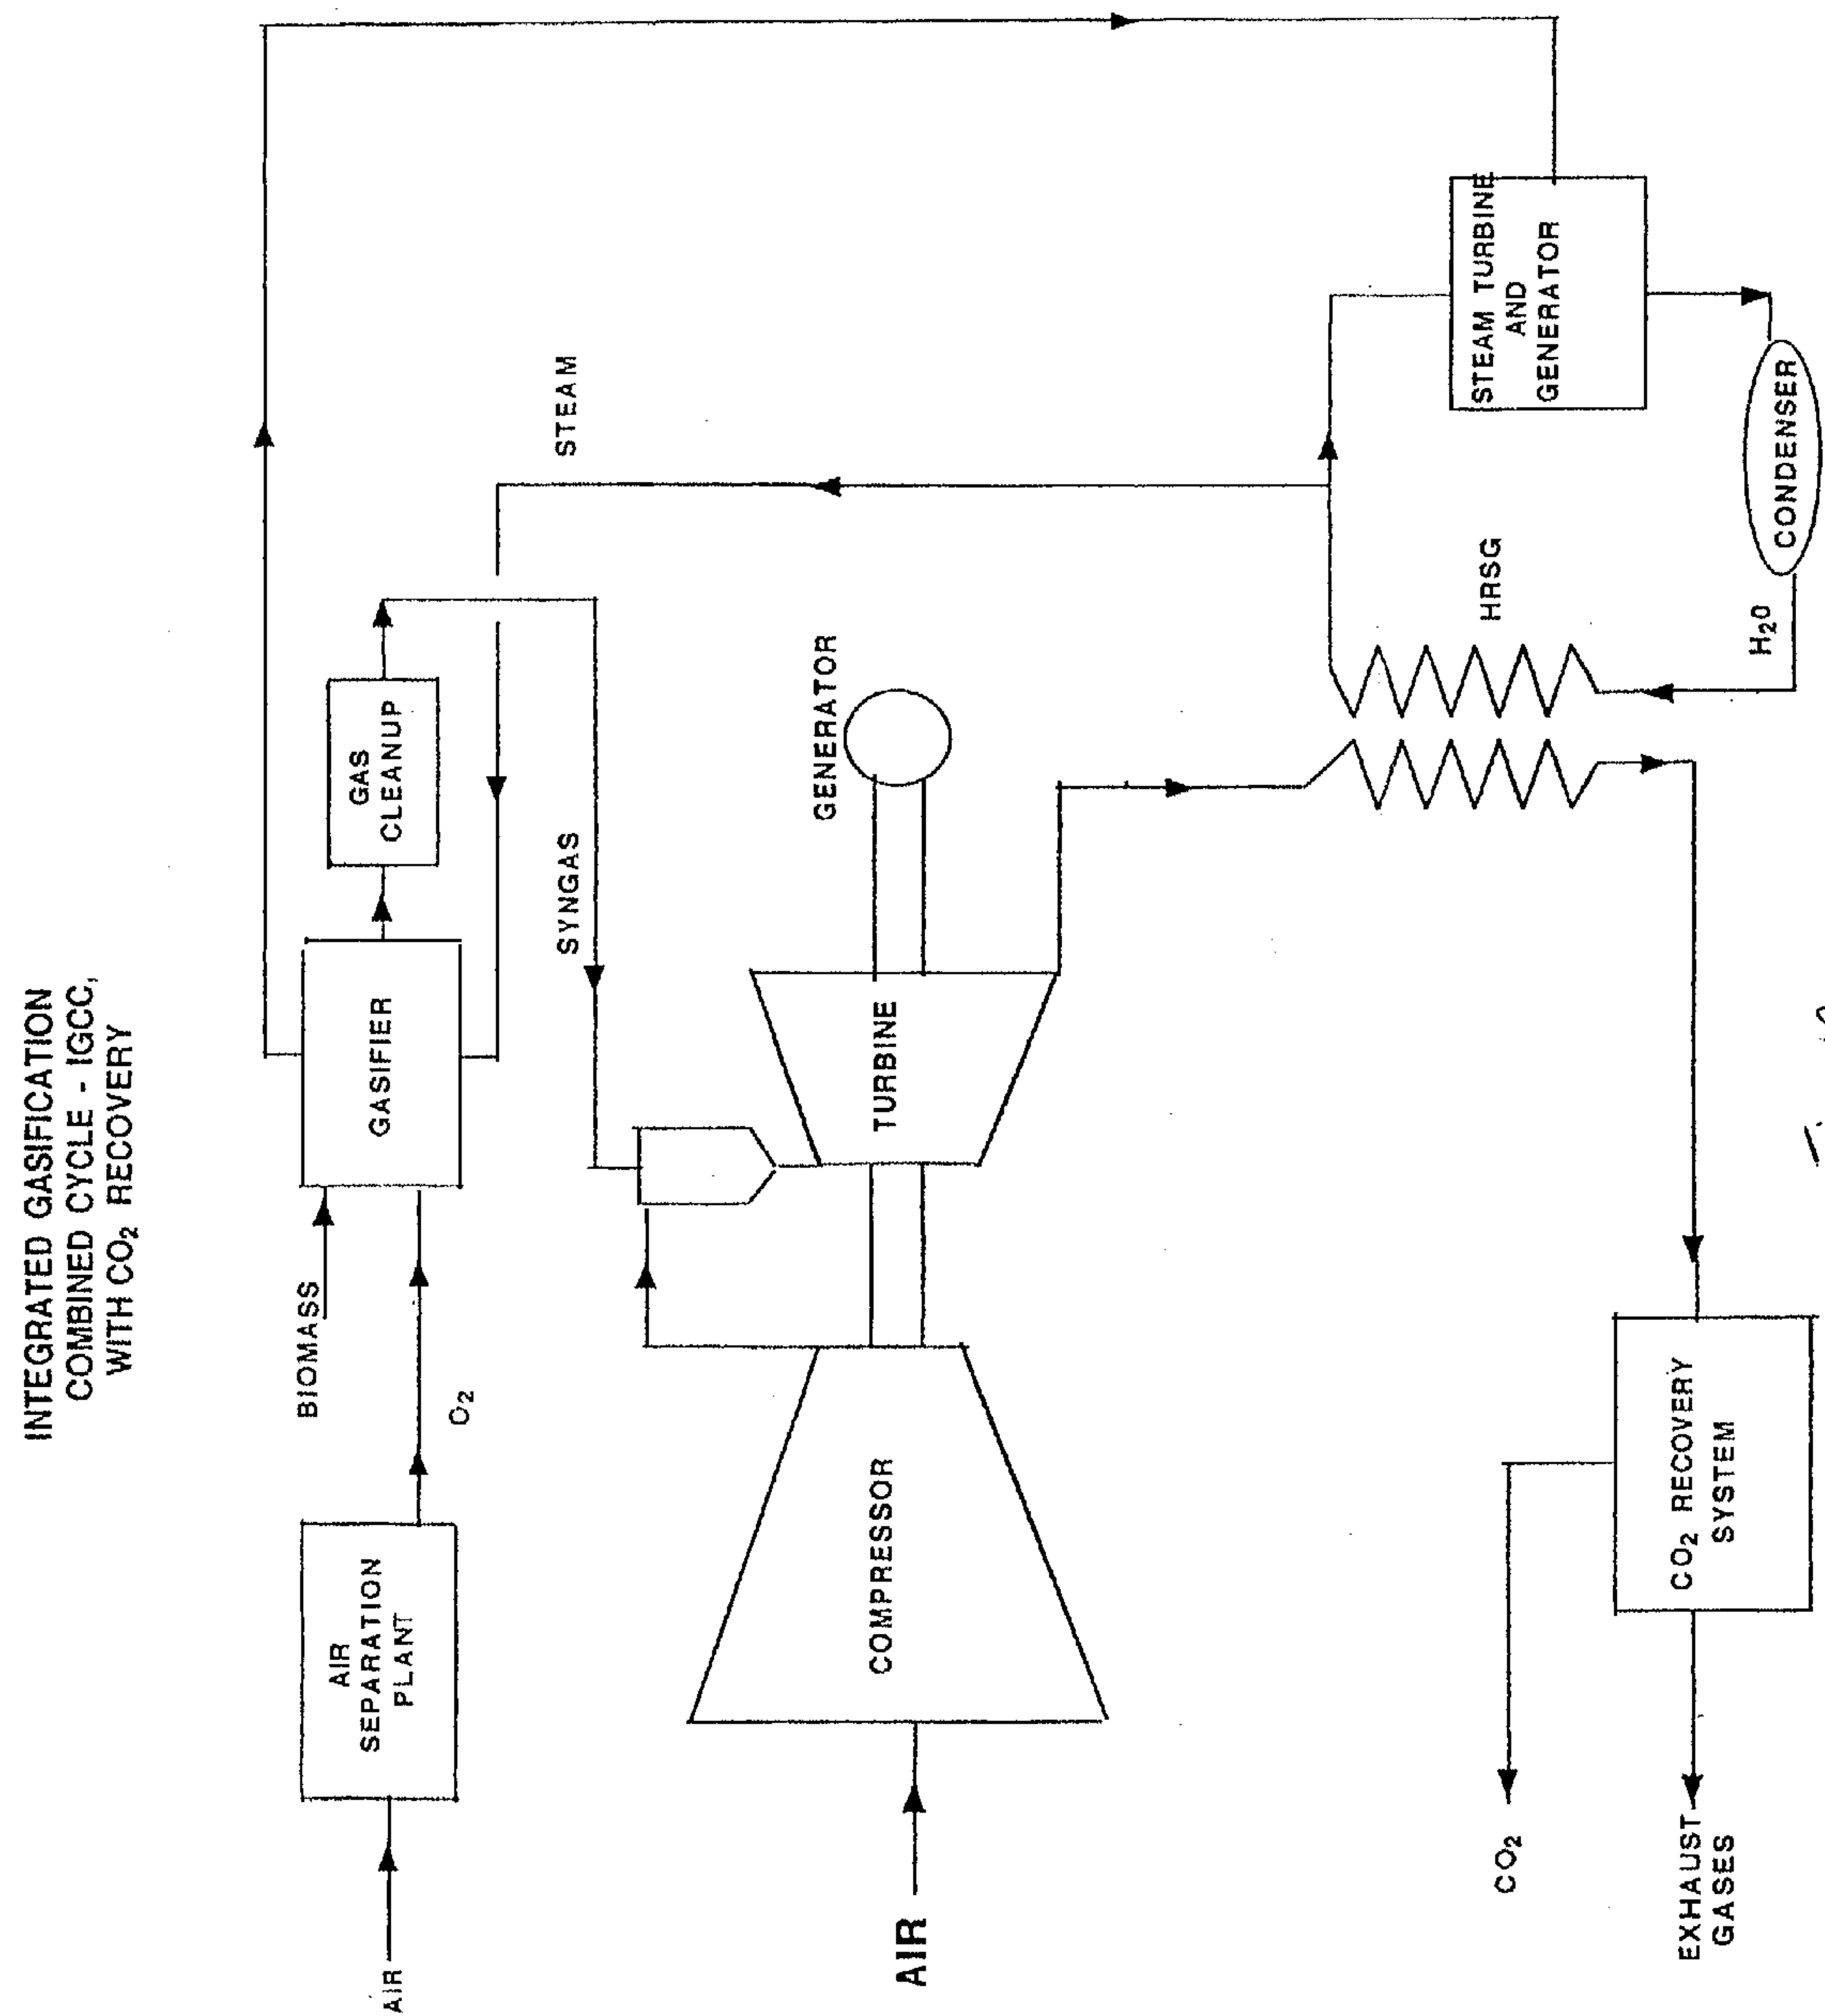 INTEGRATED GASIFICATION
COMBINED CYCLE - IGCC,
WITH CO₂ RECOVERY
AIR
AIR
SEPARATION
PLANT
O₂
BIOMASS
GASIFIER
GAS
CLEANUP
STEAM
SYNGAS
AIR
COMPRESSOR
TURBINE
GENERATOR
HRSG
STEAM TURBINE
AND
GENERATOR
CONDENSER
H₂O
CO₂ RECOVERY
SYSTEM
CO₂
EXHAUST
GASES